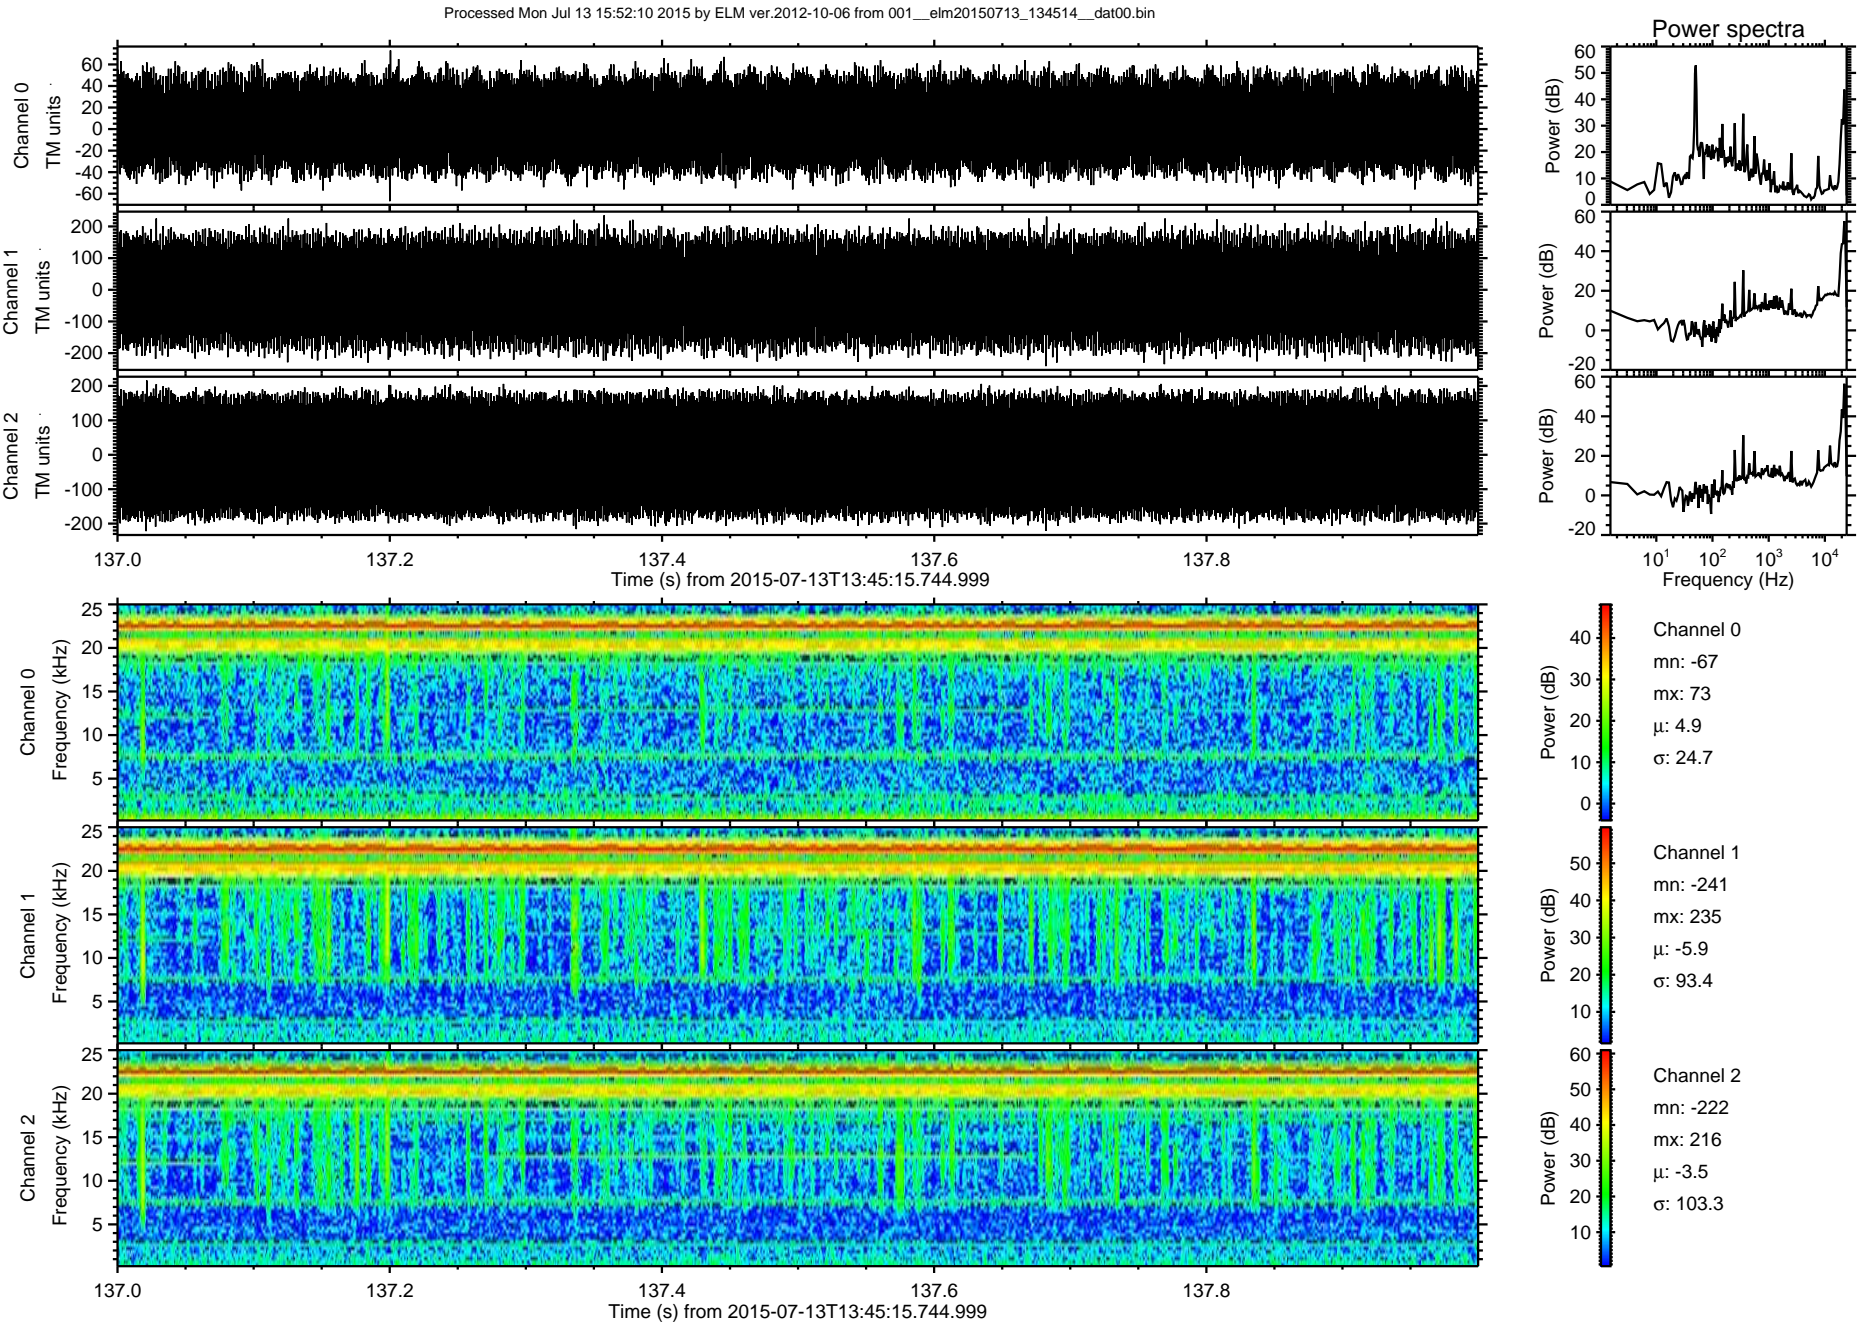 Processed Mon Jul 13 15:52:10 2015 by ELM ver.2012-10-06 from 001__elm20150713_134514__dat00.bin
Power spectra
Channel 0
TM units
60
40
20
0
-20
-40
-60
Power (dB)
60
50
40
30
20
10
0
Channel 1
TM units
200
100
0
-100
-200
Power (dB)
60
40
20
0
-20
Channel 2
TM units
200
100
0
-100
-200
Power (dB)
60
40
20
0
-20
137.0 137.2 137.4 137.6 137.8
Time (s) from 2015-07-13T13:45:15.744.999
10^1 10^2 10^3 10^4
Frequency (Hz)
Channel 0
Frequency (kHz)
25
20
15
10
5
Power (dB)
40
30
20
10
0
Channel 0
mn: -67
mx: 73
μ: 4.9
σ: 24.7
Channel 1
Frequency (kHz)
25
20
15
10
5
Power (dB)
50
40
30
20
10
Channel 1
mn: -241
mx: 235
μ: -5.9
σ: 93.4
Channel 2
Frequency (kHz)
25
20
15
10
5
Power (dB)
60
50
40
30
20
10
Channel 2
mn: -222
mx: 216
μ: -3.5
σ: 103.3
137.0 137.2 137.4 137.6 137.8
Time (s) from 2015-07-13T13:45:15.744.999